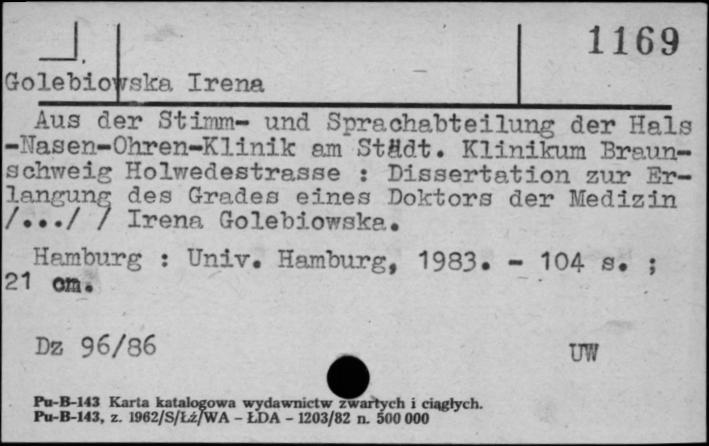 1169
Golebiowska Irena
Aus der Stimm- und Sprachabteilung der Hals
-Nasen-Ohren-Klinik am Städt. Klinikum Braun-
schweig Holwedestrasse : Dissertation zur Er-
langung des Grades eines Doktors der Medizin
/.../ / Irena Golebiowska.
Hamburg : Univ. Hamburg, 1983. - 104 s. ;
21 cm.
Dz 96/86 UW
Pu-B-143 Karta katalogowa wydawnictw zwartych i ciągłych.
Pu-B-143, z. 1962/S/Łż/WA - ŁDA - 1203/82 n. 500 000